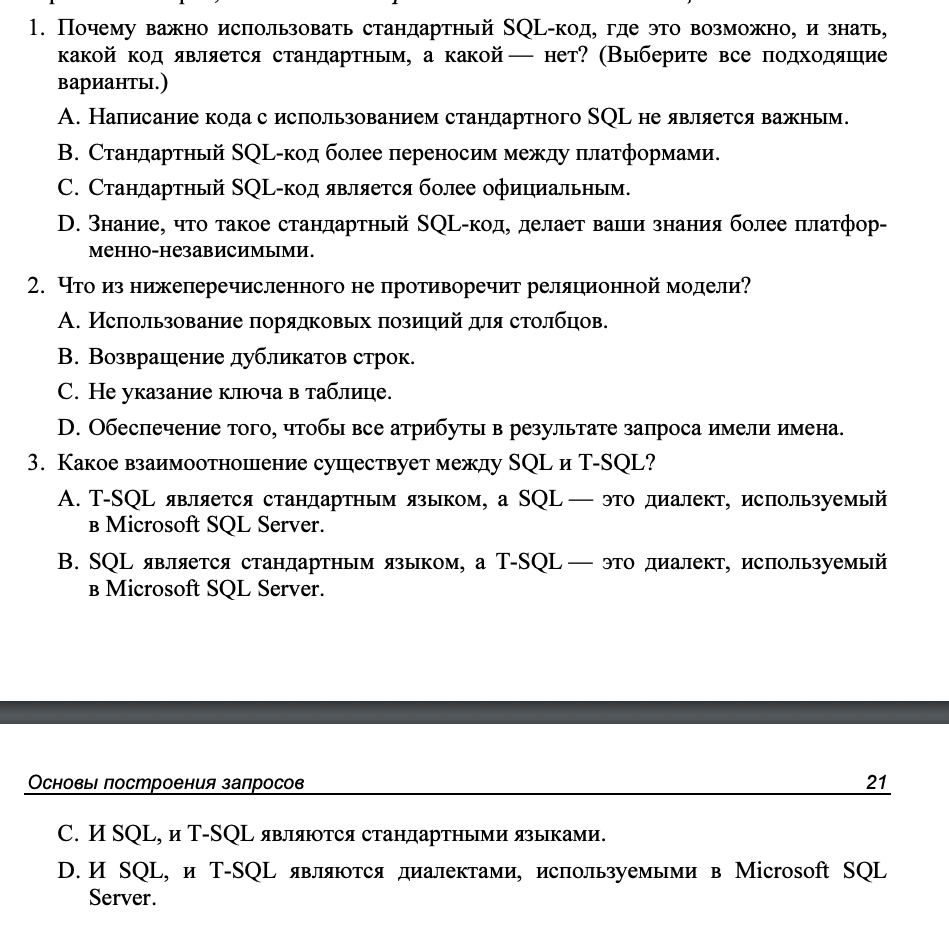 1. Почему важно использовать стандартный SQL-код, где это возможно, и знать,
какой код является стандартным, а какой — нет? (Выберите все подходящие
варианты.)
A. Написание кода с использованием стандартного SQL не является важным.
B. Стандартный SQL-код более переносим между платформами.
C. Стандартный SQL-код является более официальным.
D. Знание, что такое стандартный SQL-код, делает ваши знания более платфор-
менно-независимыми.
2. Что из нижеперечисленного не противоречит реляционной модели?
A. Использование порядковых позиций для столбцов.
B. Возвращение дубликатов строк.
C. Не указание ключа в таблице.
D. Обеспечение того, чтобы все атрибуты в результате запроса имели имена.
3. Какое взаимоотношение существует между SQL и T-SQL?
A. T-SQL является стандартным языком, а SQL — это диалект, используемый
в Microsoft SQL Server.
B. SQL является стандартным языком, а T-SQL — это диалект, используемый
в Microsoft SQL Server.
Основы построения запросов 21
C. И SQL, и T-SQL являются стандартными языками.
D. И SQL, и T-SQL являются диалектами, используемыми в Microsoft SQL
Server.